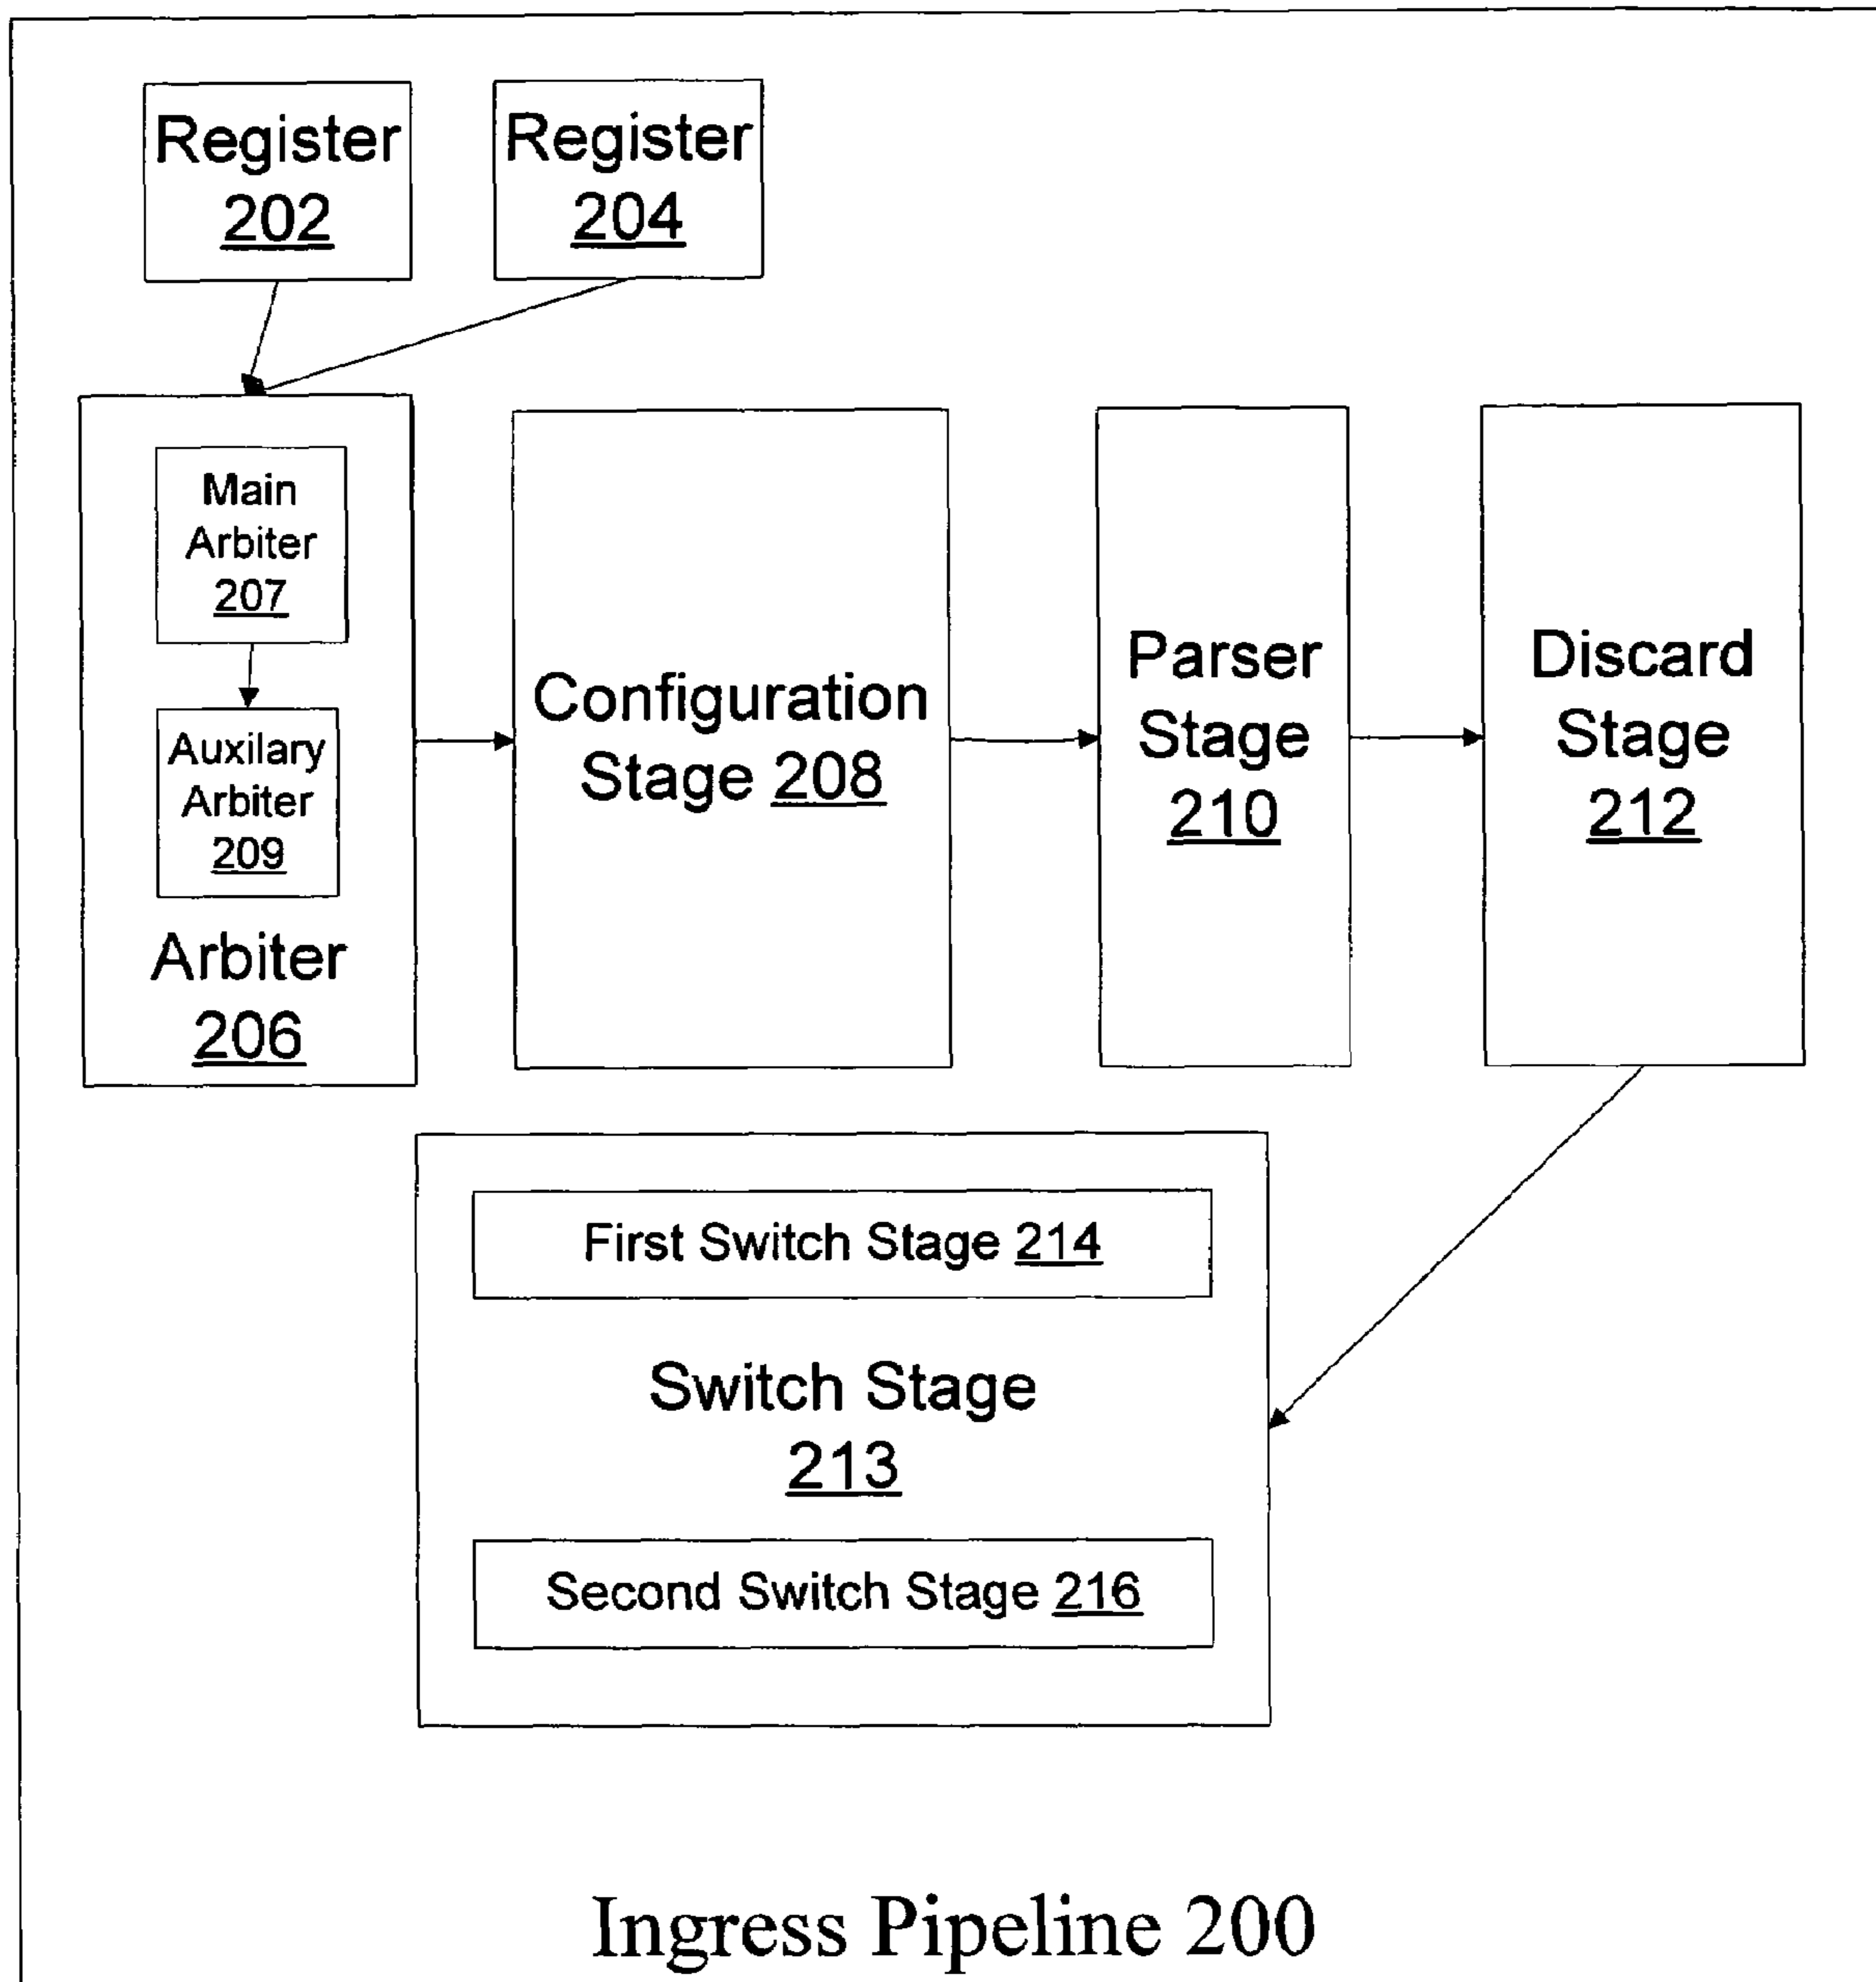 Register
202
Register
204
Main
Arbiter
207
Auxilary
Arbiter
209
Arbiter
206
Configuration
Stage 208
Parser
Stage
210
Discard
Stage
212
First Switch Stage 214
Switch Stage
213
Second Switch Stage 216
Ingress Pipeline 200